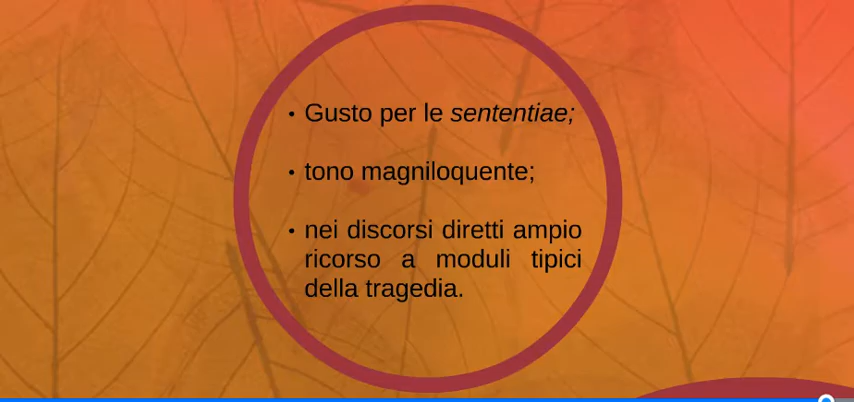 • Gusto per le sententiae;
• tono magniloquente;
• nei discorsi diretti ampio
ricorso a moduli tipici
della tragedia.